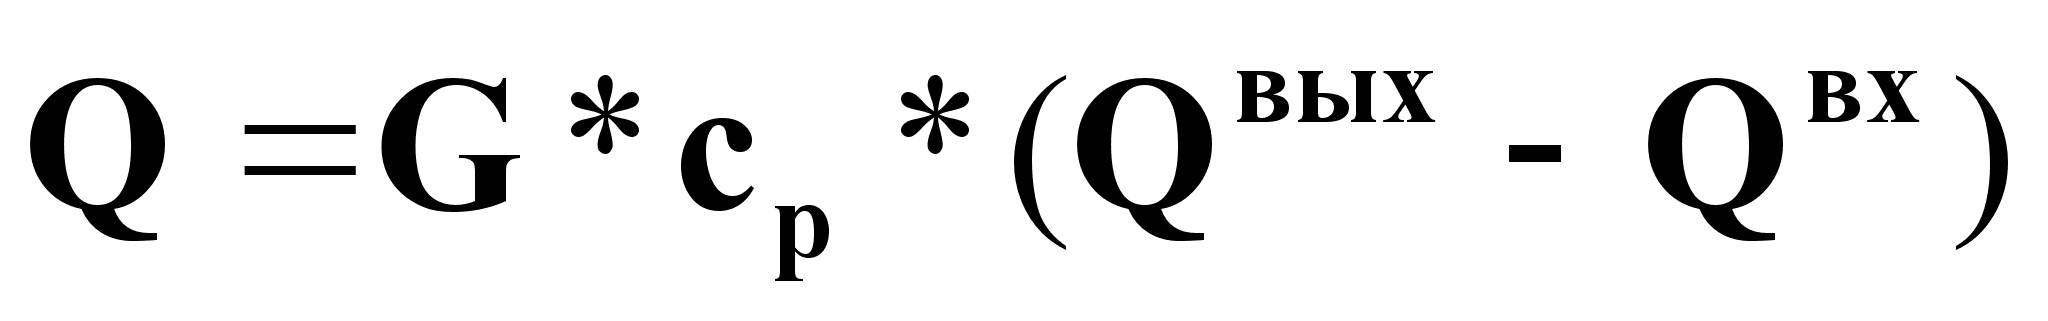 Q = G * c_p * (Q^вых - Q^вх)